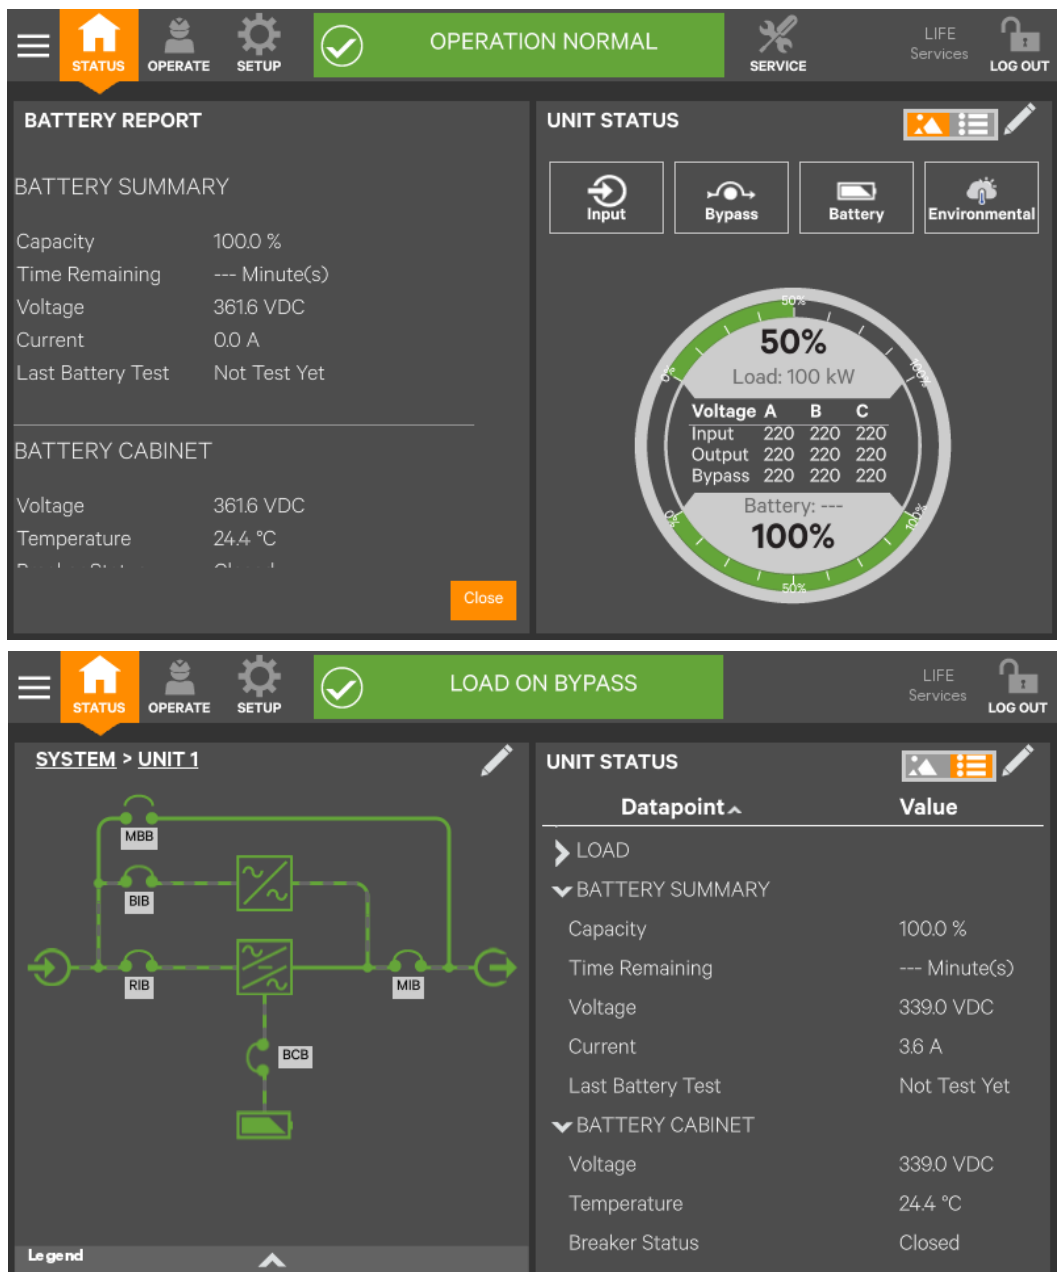 STATUS OPERATE SETUP OPERATION NORMAL SERVICE LIFE Services LOG OUT
BATTERY REPORT
BATTERY SUMMARY
Capacity 100.0 %
Time Remaining --- Minute(s)
Voltage 361.6 VDC
Current 0.0 A
Last Battery Test Not Test Yet
BATTERY CABINET
Voltage 361.6 VDC
Temperature 24.4 °C
Breaker Status Closed
Close
UNIT STATUS
Input Bypass Battery Environmental
50%
0% 100%
50%
Load: 100 kW
Voltage A B C
Input 220 220 220
Output 220 220 220
Bypass 220 220 220
Battery: ---
100%
0% 100%
50%
STATUS OPERATE SETUP LOAD ON BYPASS LIFE Services LOG OUT
SYSTEM > UNIT 1
MBB
BIB
RIB
MIB
BCB
Legend
UNIT STATUS
Datapoint Value
LOAD
BATTERY SUMMARY
Capacity 100.0 %
Time Remaining --- Minute(s)
Voltage 339.0 VDC
Current 3.6 A
Last Battery Test Not Test Yet
BATTERY CABINET
Voltage 339.0 VDC
Temperature 24.4 °C
Breaker Status Closed